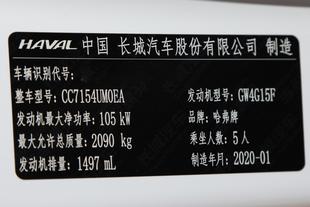 HAVAL 中国 长城汽车股份有限公司 制造
车辆识别代号：
整车型号：CC7154UM0EA 发动机型号：GW4G15F
发动机最大净功率：105 kW 品牌：哈弗牌
最大允许总质量：2090 kg 乘坐人数：5人
发动机排量：1497 mL 制造年月：2020-01